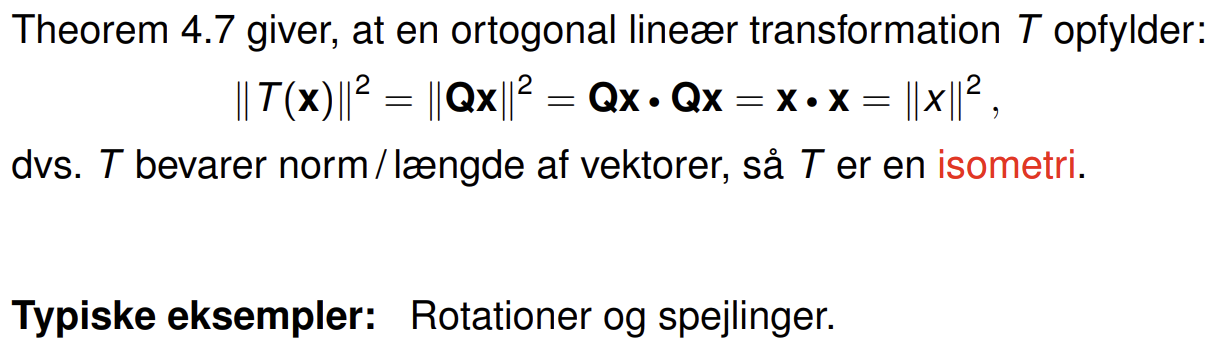 Theorem 4.7 giver, at en ortogonal lineær transformation T opfylder:
‖T(x)‖² = ‖Qx‖² = Qx • Qx = x • x = ‖x‖² ,
dvs. T bevarer norm / længde af vektorer, så T er en isometri.
Typiske eksempler: Rotationer og spejlinger.